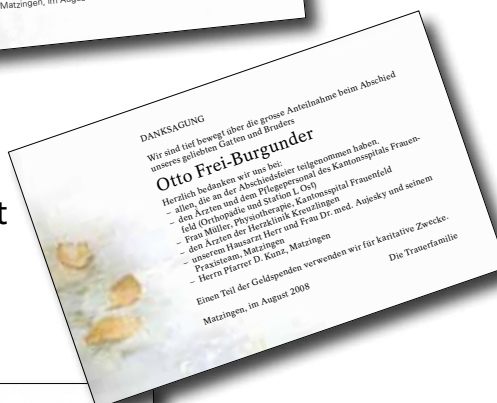 Matzingen, im Augu
DANKSAGUNG
Wir sind tief bewegt über die grosse Anteilnahme beim Abschied
unseres geliebten Gatten und Bruders
Otto Frei-Burgunder
Herzlich bedanken wir uns bei:
– allen, die an der Abschiedsfeier teilgenommen haben.
– den Ärzten und dem Pflegepersonal des Kantonsspitals Frauen-
feld (Orthopädie und Station I. Ost)
– Frau Müller, Physiotherapie, Kantonsspital Frauenfeld
– den Ärzten der Herzklinik Kreuzlingen
– unserem Hausarzt Herr und Frau Dr. med. Aujesky und seinem
Praxisteam, Matzingen
– Herrn Pfarrer D. Kunz, Matzingen
Einen Teil der Geldspenden verwenden wir für karitative Zwecke.
Matzingen, im August 2008
Die Trauerfamilie
t